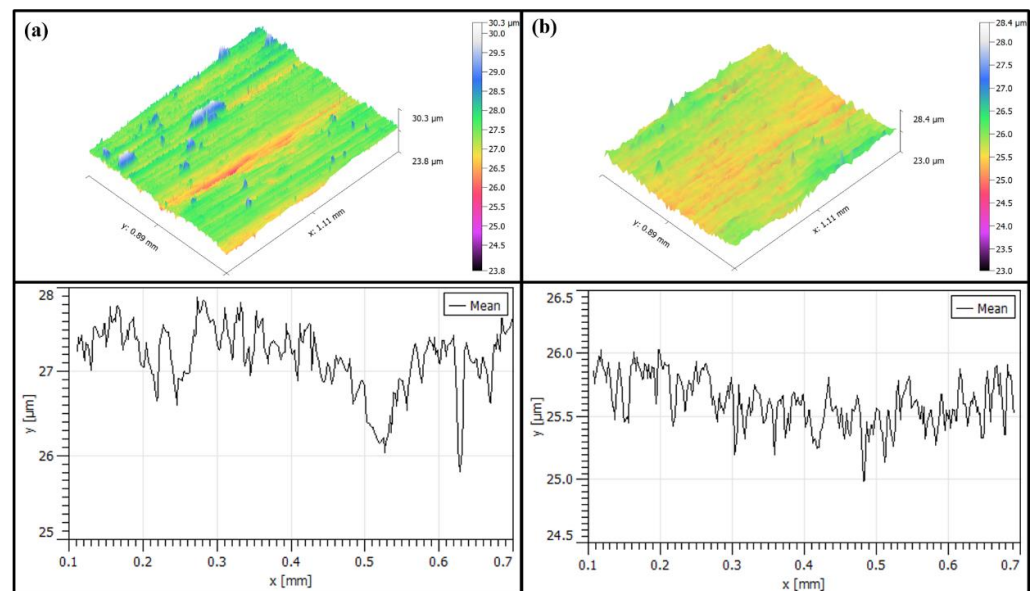 (a)
30.3 µm
30.0
29.5
29.0
28.5
28.0
27.5
27.0
26.5
26.0
25.5
25.0
24.5
23.8
30.3 µm
23.8 µm
y: 0.89 mm
x: 1.11 mm
(b)
28.4 µm
28.0
27.5
27.0
26.5
26.0
25.5
25.0
24.5
24.0
23.5
23.0
28.4 µm
23.0 µm
y: 0.89 mm
x: 1.11 mm
28
27
26
25
y [µm]
Mean
0.1 0.2 0.3 0.4 0.5 0.6 0.7
x [mm]
26.5
26.0
25.5
25.0
24.5
y [µm]
Mean
0.1 0.2 0.3 0.4 0.5 0.6 0.7
x [mm]